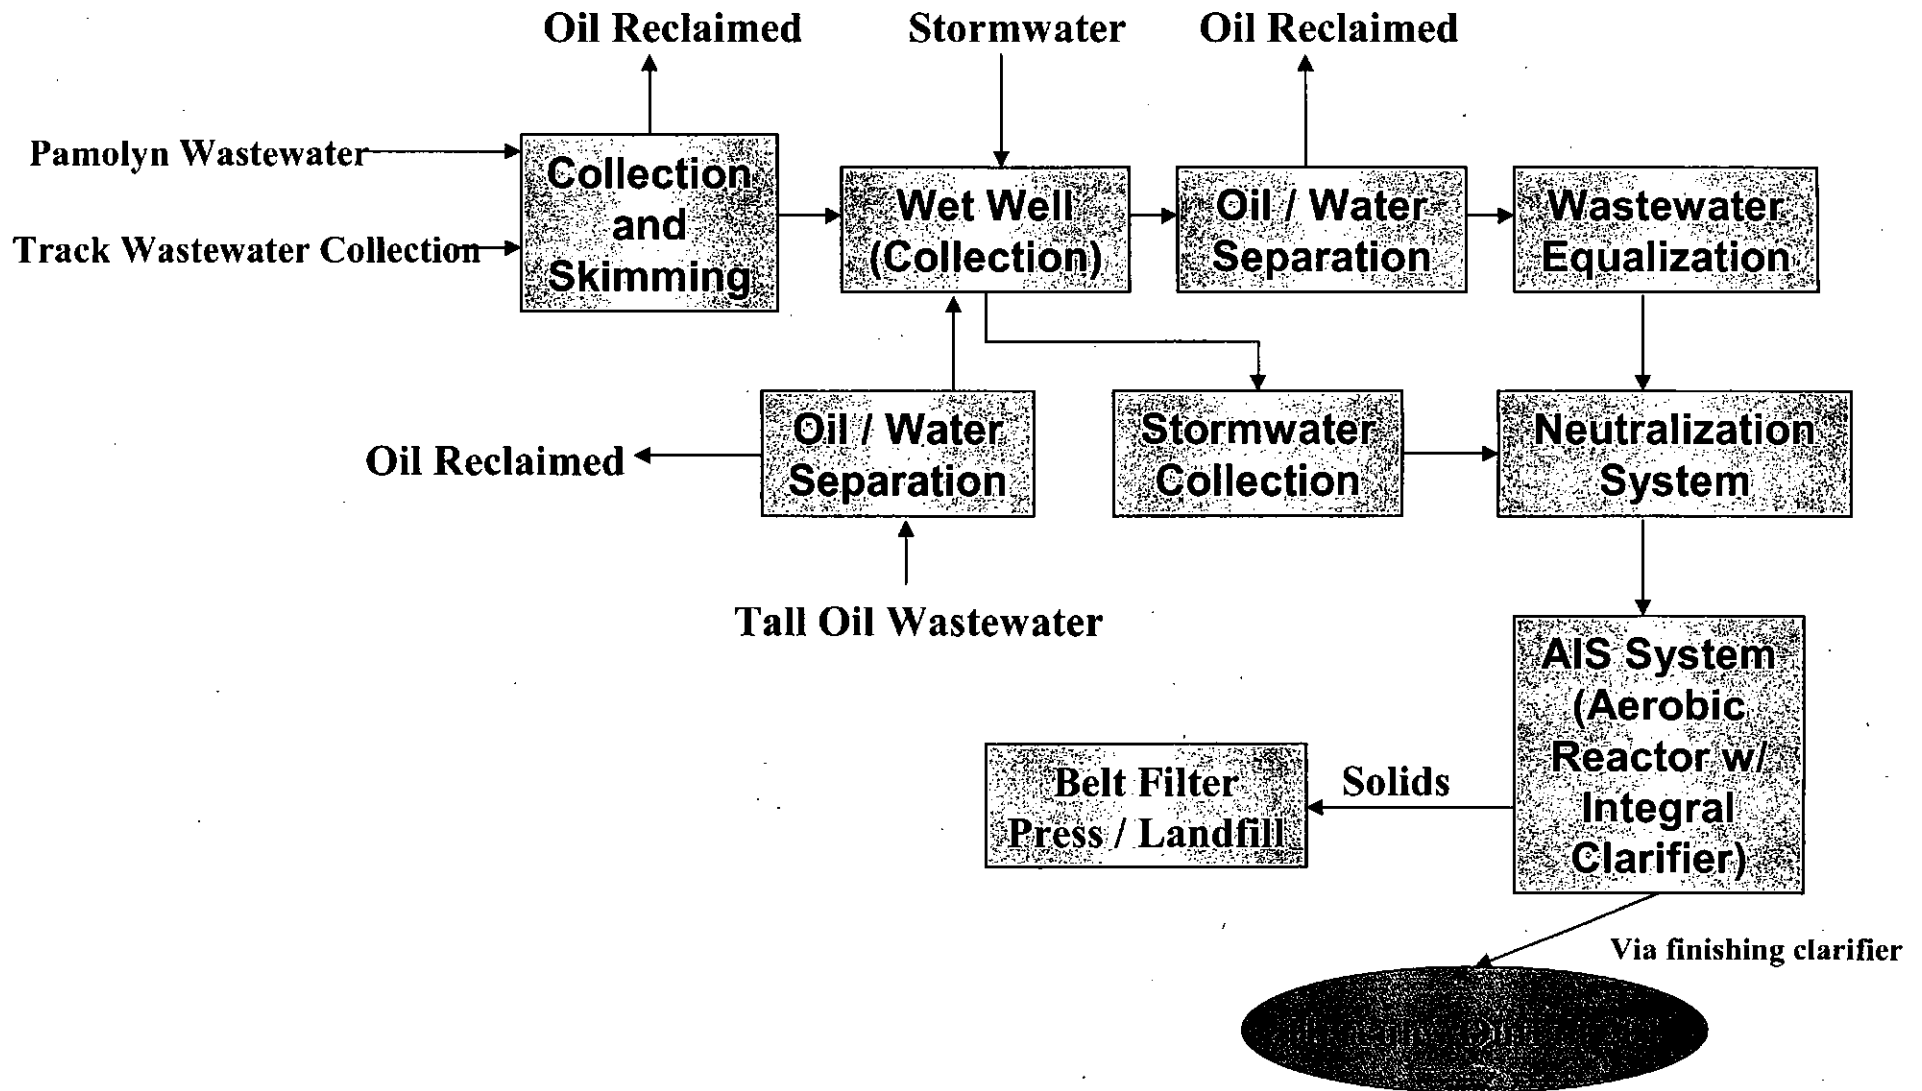 Oil Reclaimed
Stormwater
Oil Reclaimed
Pamolyn Wastewater
Track Wastewater Collection
Collection
and
Skimming
Wet Well
(Collection)
Oil / Water
Separation
Wastewater
Equalization
Oil Reclaimed
Oil / Water
Separation
Stormwater
Collection
Neutralization
System
Tall Oil Wastewater
AIS System
(Aerobic
Reactor w/
Integral
Clarifier)
Solids
Belt Filter
Press / Landfill
Via finishing clarifier